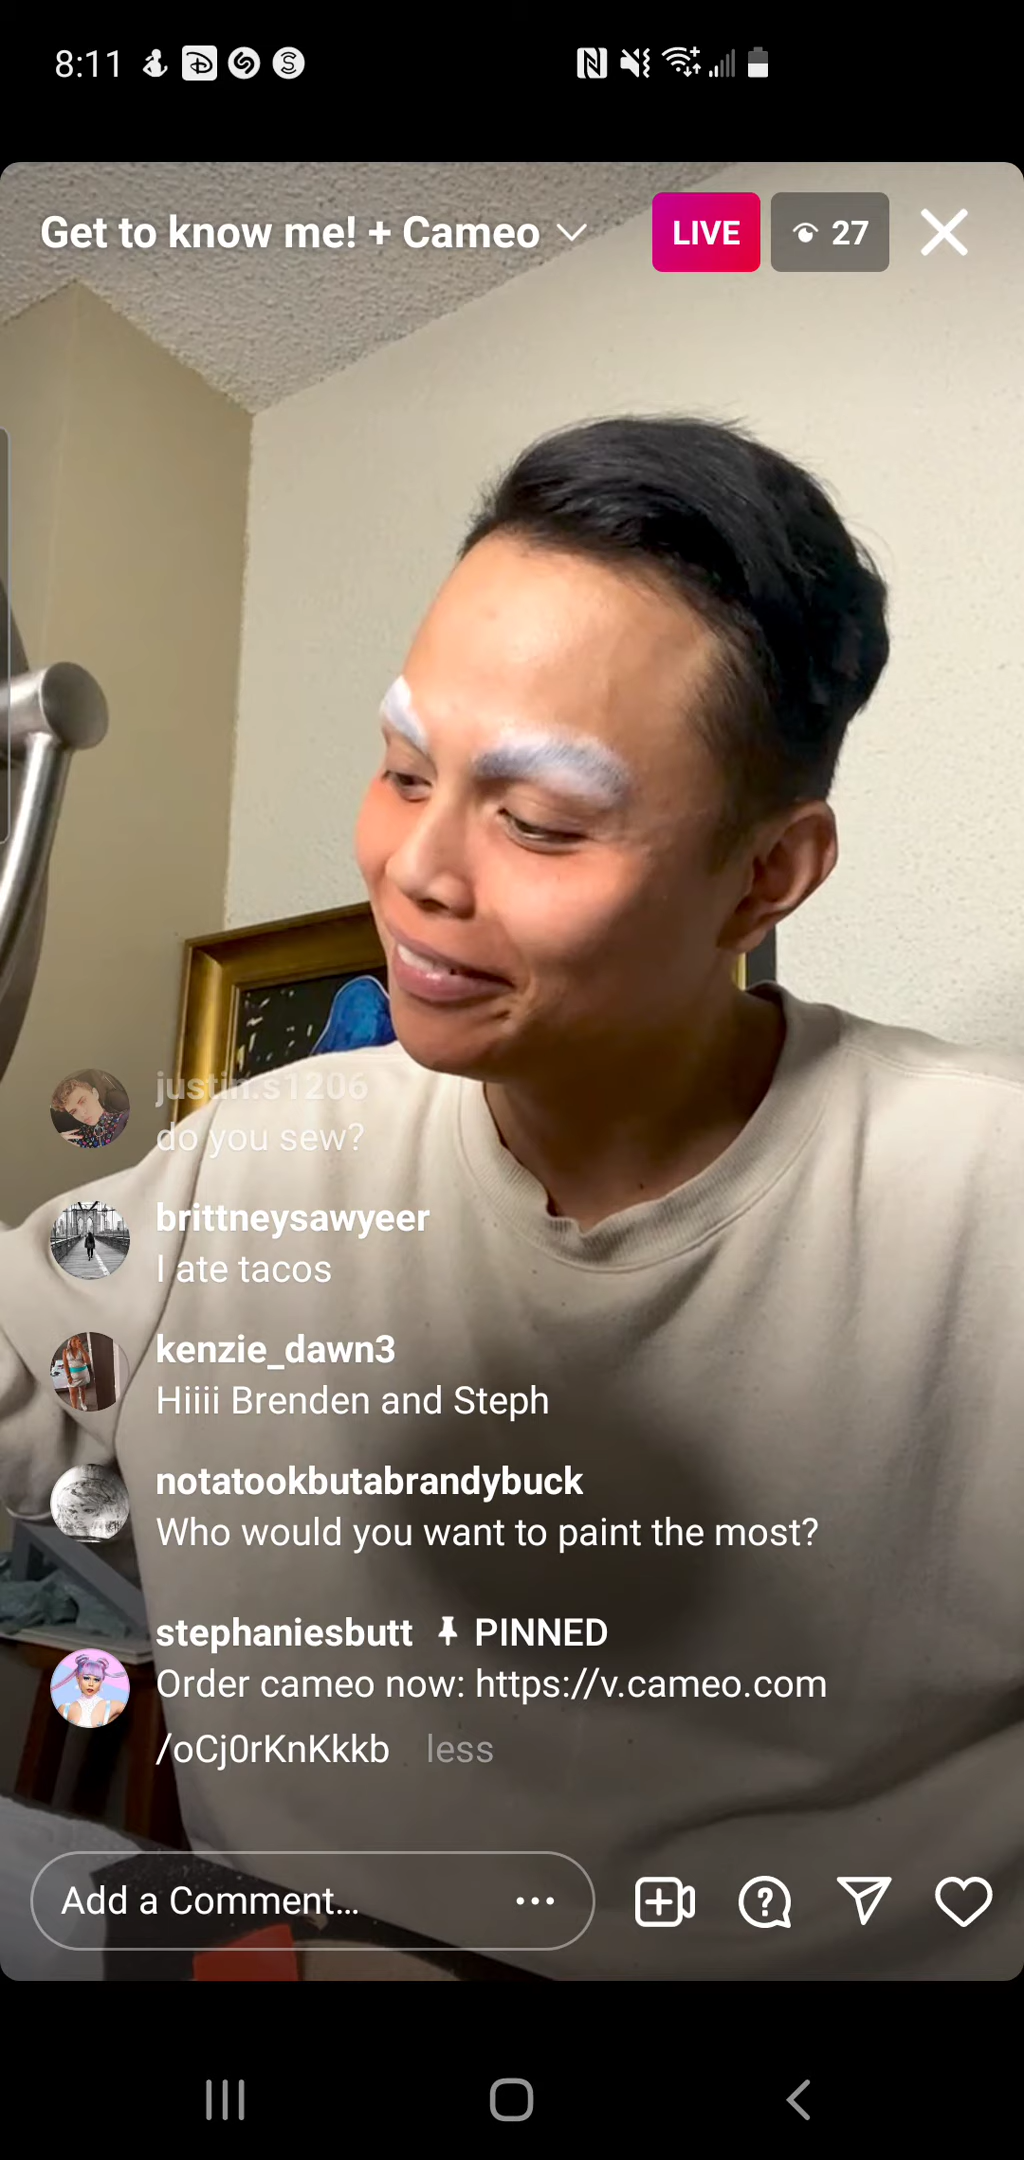 8:11
Get to know me! + Cameo
LIVE
27
justin.s1206
do you sew?
brittneysawyeer
I ate tacos
kenzie_dawn3
Hiiii Brenden and Steph
notatookbutabrandybuck
Who would you want to paint the most?
stephaniesbutt PINNED
Order cameo now: https://v.cameo.com
/oCj0rKnKkkb less
Add a Comment...